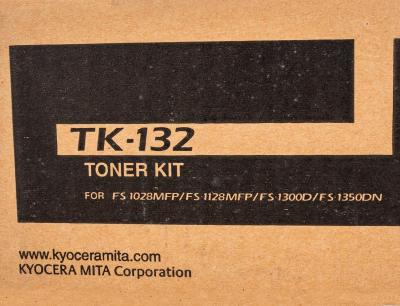 TK-132
TONER KIT
FOR FS 1028MFP/FS 1128MFP/FS 1300D/FS 1350DN
www.kyoceramita.com
KYOCERA MITA Corporation